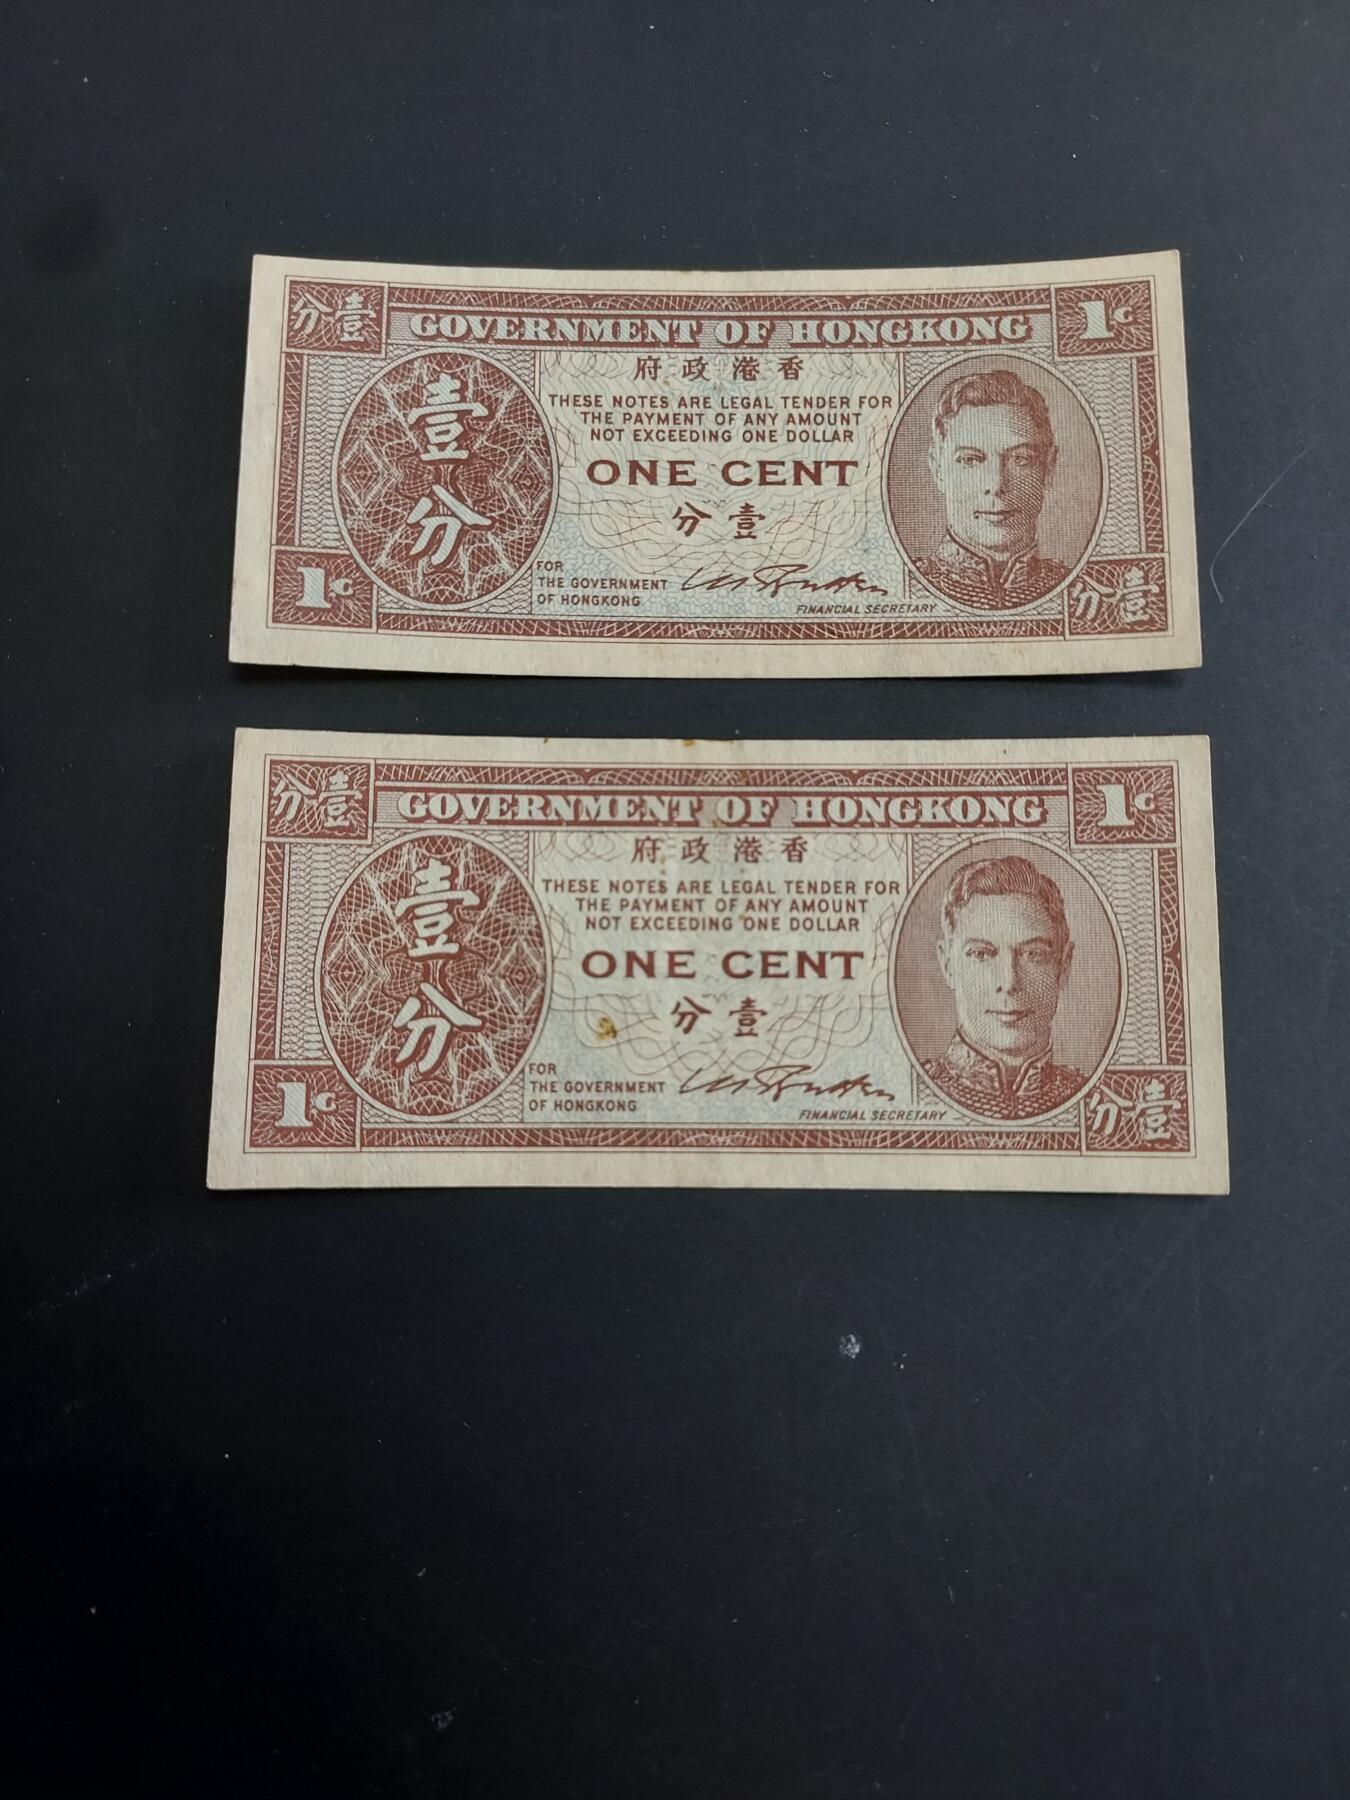 分壹
GOVERNMENT OF HONGKONG
1C
府政港香
THESE NOTES ARE LEGAL TENDER FOR
THE PAYMENT OF ANY AMOUNT
NOT EXCEEDING ONE DOLLAR
ONE CENT
分壹
壹
分
FOR
THE GOVERNMENT
OF HONGKONG
FINANCIAL SECRETARY
1C
分壹
分壹
GOVERNMENT OF HONGKONG
1C
府政港香
THESE NOTES ARE LEGAL TENDER FOR
THE PAYMENT OF ANY AMOUNT
NOT EXCEEDING ONE DOLLAR
ONE CENT
分壹
壹
分
FOR
THE GOVERNMENT
OF HONGKONG
FINANCIAL SECRETARY
1C
分壹